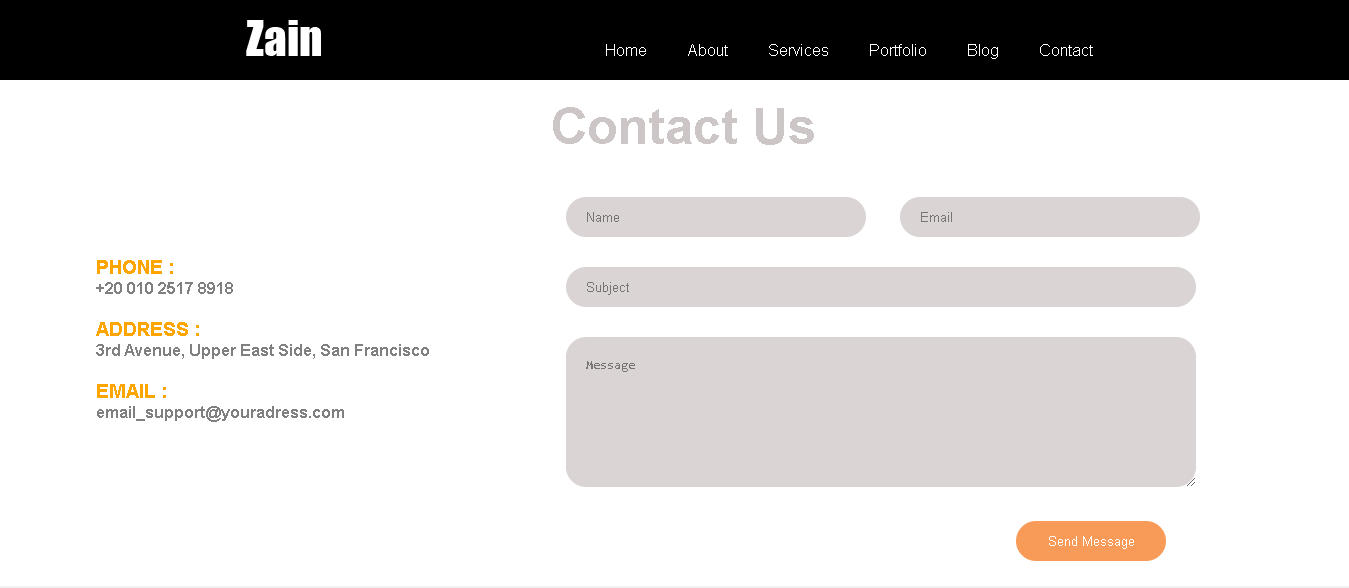 Zain
Home About Services Portfolio Blog Contact
Contact Us
Name Email
Subject
Message
Send Message
PHONE :
+20 010 2517 8918
ADDRESS :
3rd Avenue, Upper East Side, San Francisco
EMAIL :
email_support@youradress.com